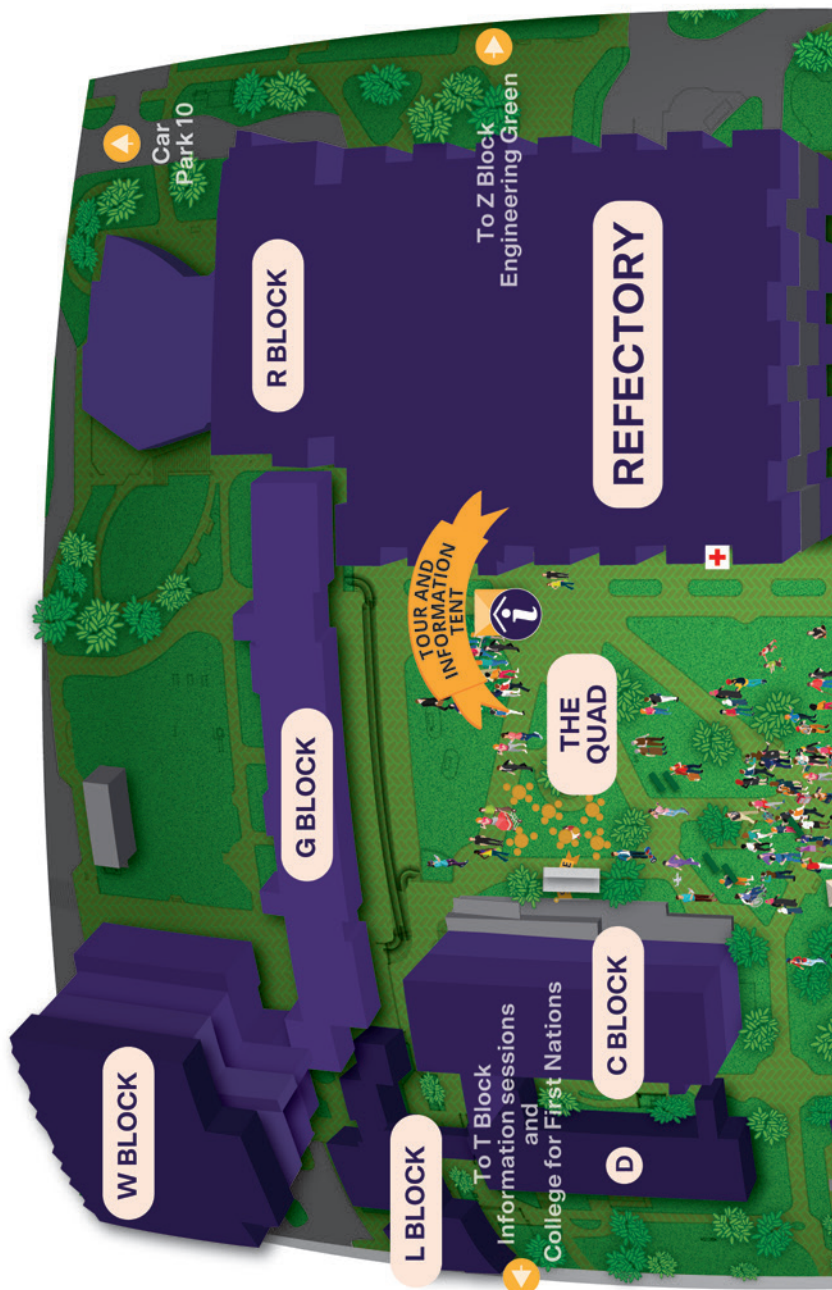 W BLOCK
L BLOCK
To T Block
Information sessions
and
College for First Nations
D
C BLOCK
G BLOCK
THE
QUAD
TOUR AND
INFORMATION
TENT
i
R BLOCK
REFECTORY
Car
Park 10
To Z Block
Engineering Green